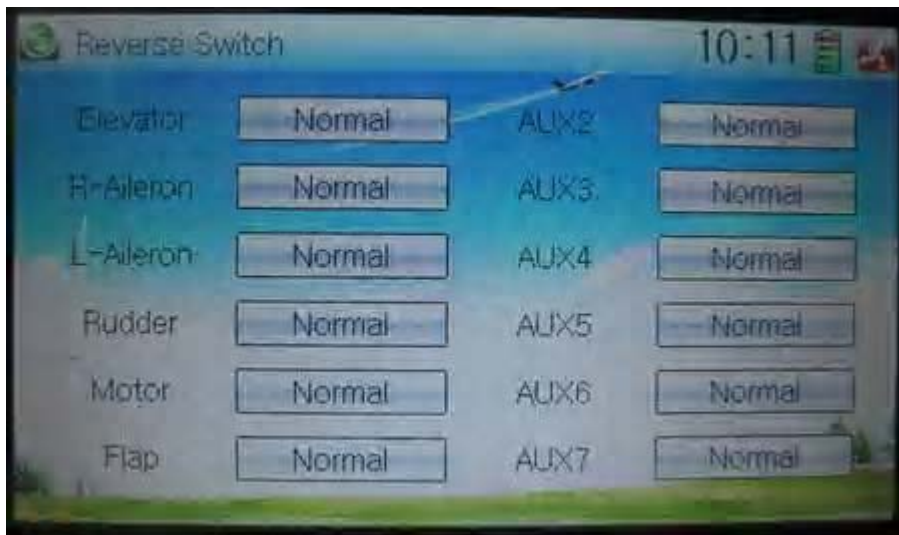 Reverse Switch 10:11
Elevator Normal AUX2 Normal
R-Aileron Normal AUX3 Normal
L-Aileron Normal AUX4 Normal
Rudder Normal AUX5 Normal
Motor Normal AUX6 Normal
Flap Normal AUX7 Normal